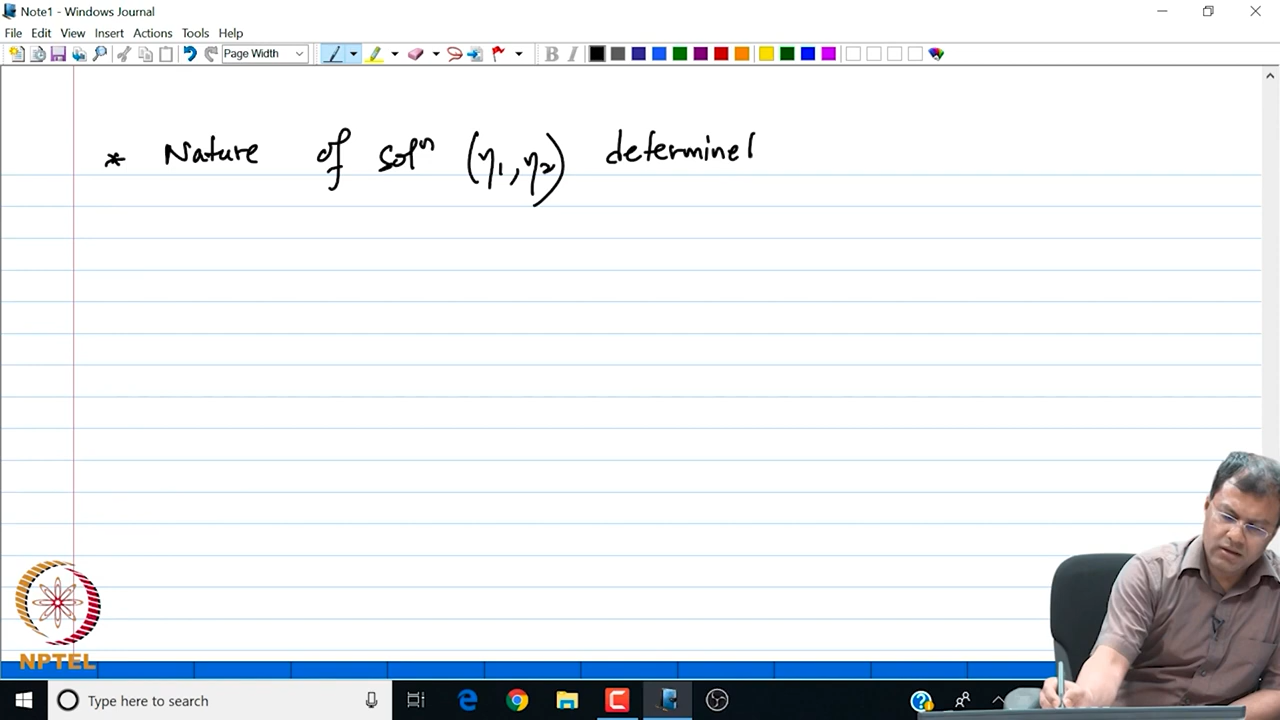 Note1 - Windows Journal
File Edit View Insert Actions Tools Help
Page Width B I
* Nature of solⁿ (η₁, η₂) determinel
NPTEL
Type here to search